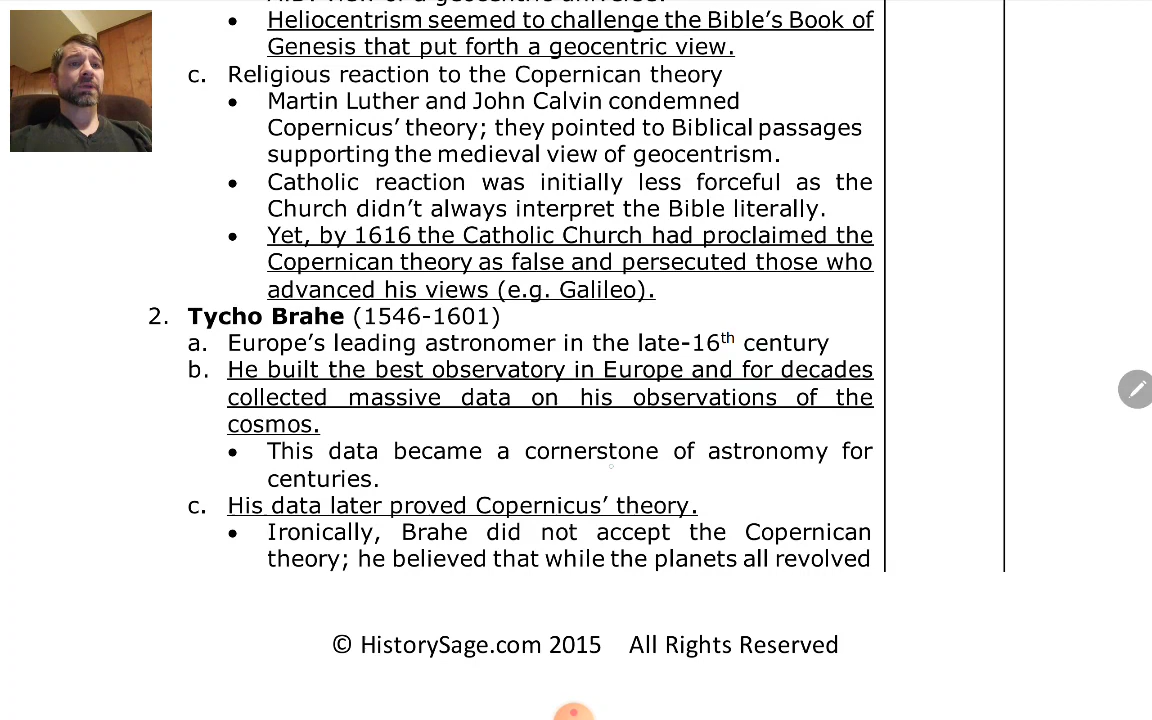 Heliocentrism seemed to challenge the Bible’s Book of
Genesis that put forth a geocentric view.
c. Religious reaction to the Copernican theory
• Martin Luther and John Calvin condemned
Copernicus’ theory; they pointed to Biblical passages
supporting the medieval view of geocentrism.
• Catholic reaction was initially less forceful as the
Church didn’t always interpret the Bible literally.
• Yet, by 1616 the Catholic Church had proclaimed the
Copernican theory as false and persecuted those who
advanced his views (e.g. Galileo).
2. Tycho Brahe (1546-1601)
a. Europe’s leading astronomer in the late-16th century
b. He built the best observatory in Europe and for decades
collected massive data on his observations of the
cosmos.
• This data became a cornerstone of astronomy for
centuries.
c. His data later proved Copernicus’ theory.
• Ironically, Brahe did not accept the Copernican
theory; he believed that while the planets all revolved
© HistorySage.com 2015 All Rights Reserved